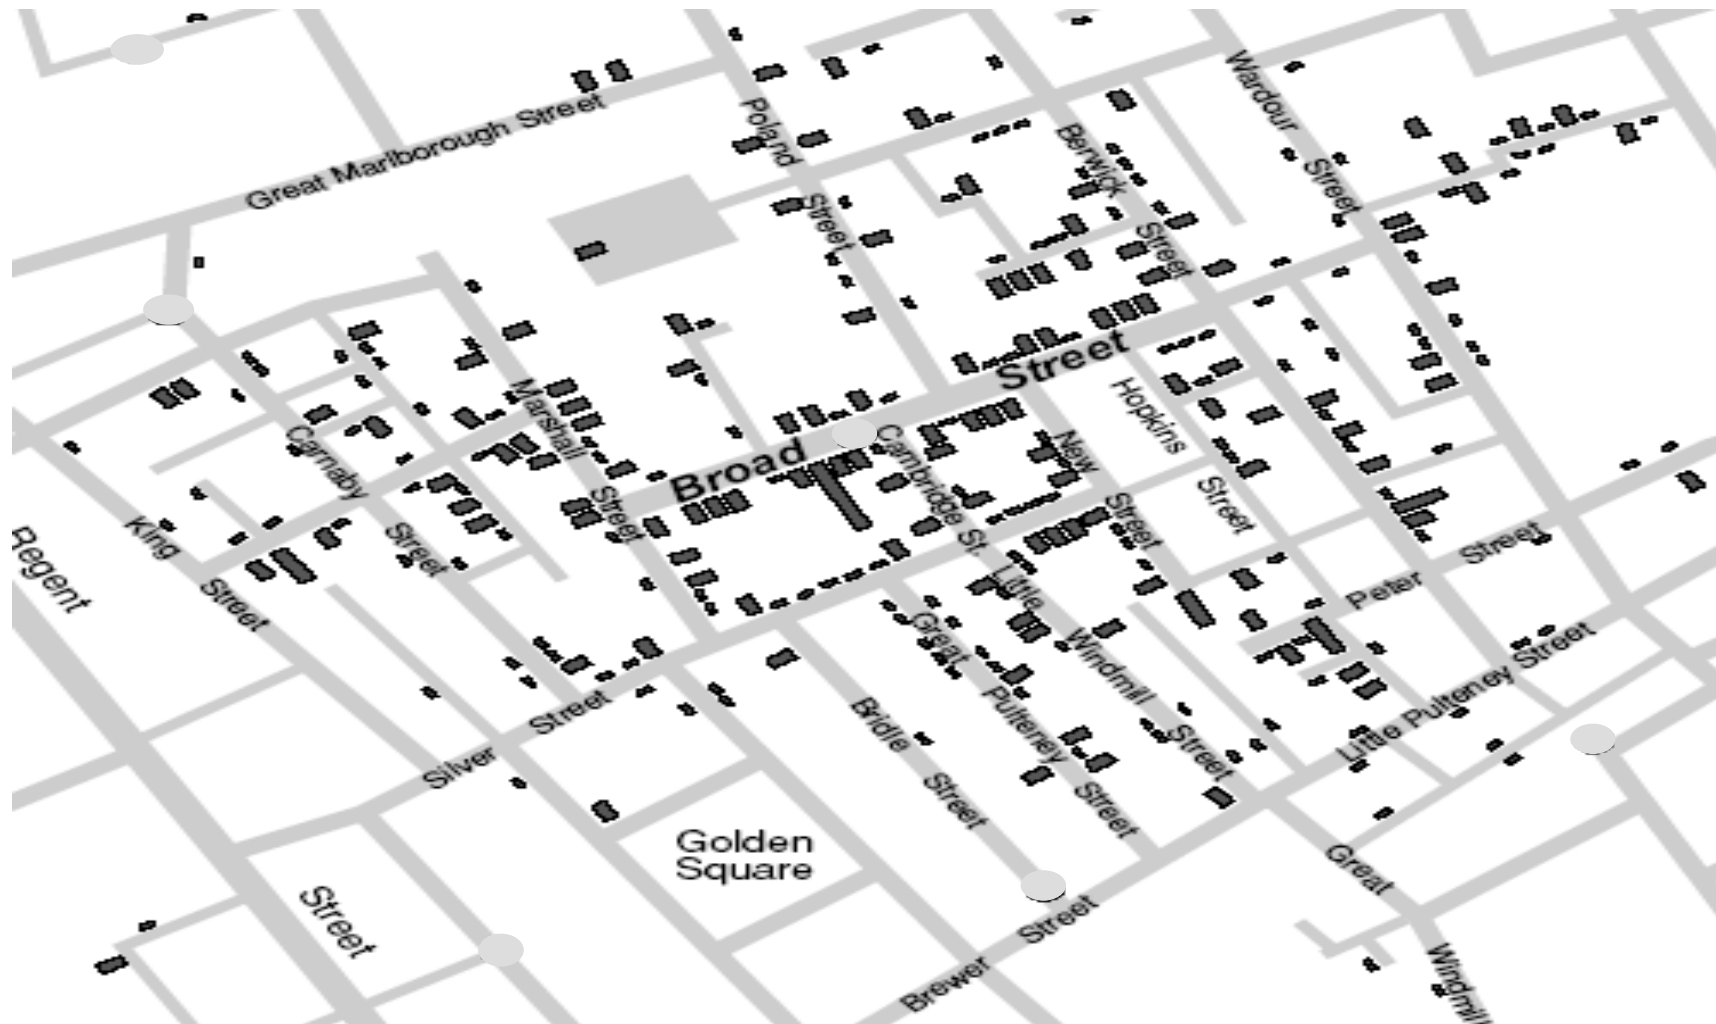 Great Marlborough Street
Poland
Street
Wardour
Street
Berwick
Street
Broad
Street
Marshall
Street
Carnaby
Street
King
Street
Regent
Street
Cambridge St.
New
Street
Hopkins
Street
Little
Windmill
Street
Great
Pulteney
Street
Bridle
Street
Peter
Street
Little Pulteney Street
Silver
Street
Golden
Square
Brewer
Street
Great
Windmill